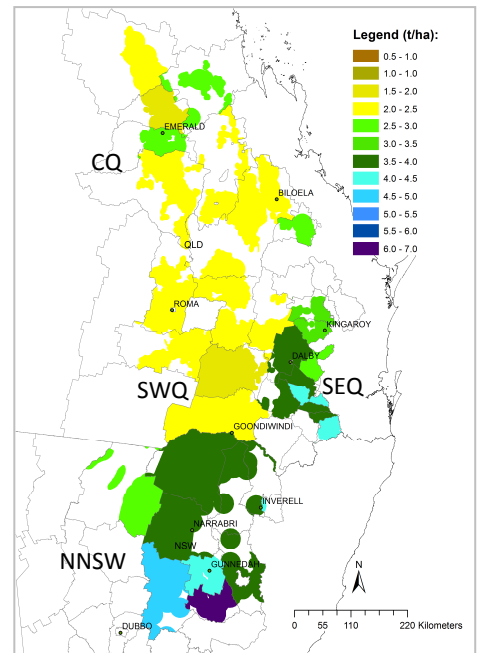 Legend (t/ha):
0.5 - 1.0
1.0 - 1.0
1.5 - 2.0
2.0 - 2.5
2.5 - 3.0
3.0 - 3.5
3.5 - 4.0
4.0 - 4.5
4.5 - 5.0
5.0 - 5.5
5.5 - 6.0
6.0 - 7.0
EMERALD
CQ
BILOELA
QLD
ROMA
KINGAROY
DALBY
SWQ
SEQ
GOONDIWINDI
INVERELL
NARRABRI
NSW
NNSW
GUNNEDAH
N
DUBBO
0 55 110 220 Kilometers